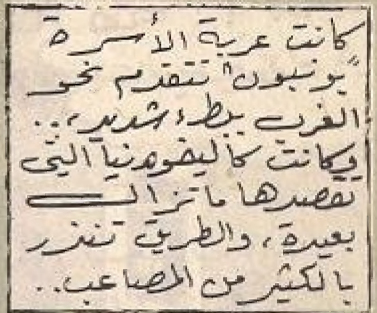 كانت عربة الأسرة
"يونيون" تتقدم نحو
الغرب ببطء شديد،..
وكانت كاليفورنيا التي
تقصدها ما تزال
بعيدة، والطريق تنذر
بالكثير من المصاعب..